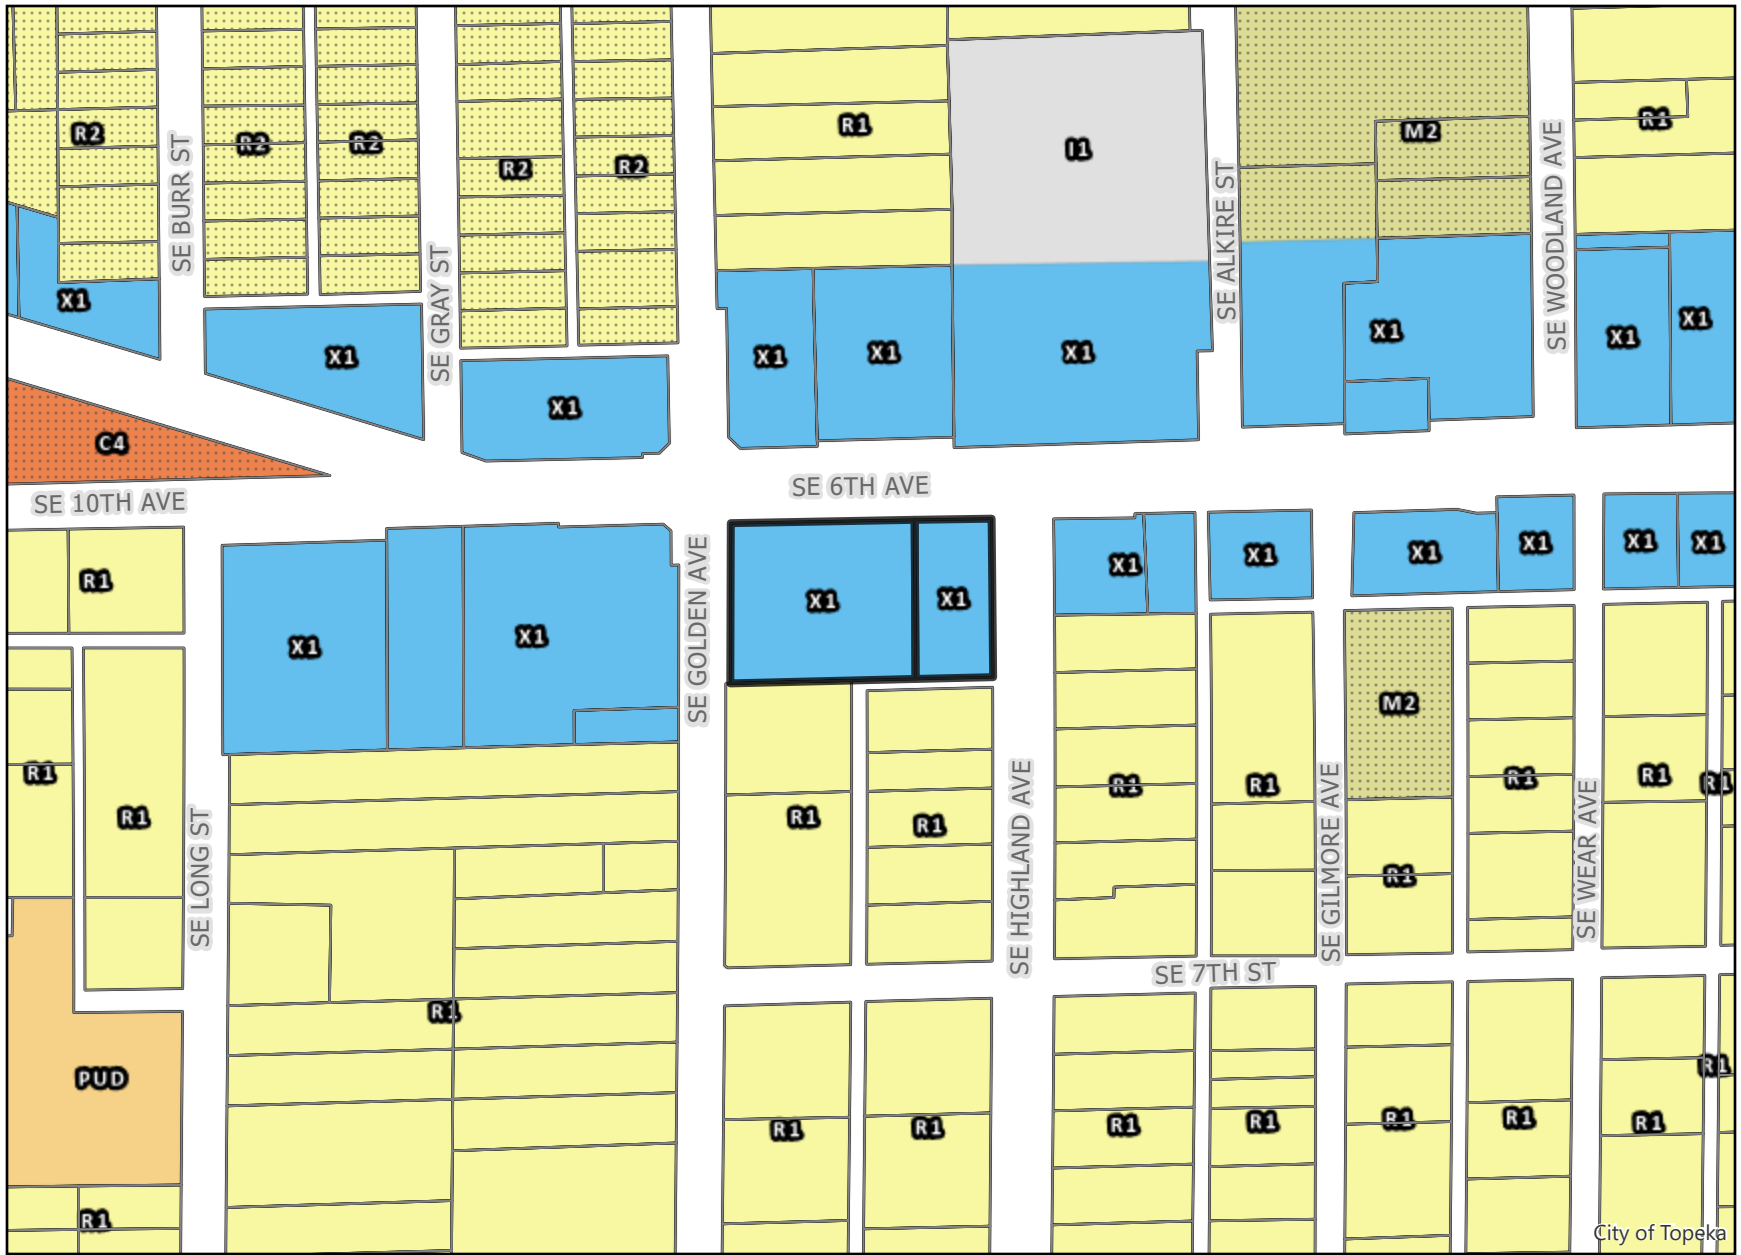 R2
R2
R2
R2
R2
R1
I1
M2
R1
SE BURR ST
SE GRAY ST
SE ALKIRE ST
SE WOODLAND AVE
X1
X1
X1
X1
X1
X1
X1
X1
X1
C4
SE 10TH AVE
SE 6TH AVE
R1
X1
X1
SE GOLDEN AVE
X1
X1
X1
X1
X1
X1
X1
X1
M2
R1
R1
SE LONG ST
R1
R1
SE HIGHLAND AVE
R1
R1
SE GILMORE AVE
R1
R1
SE WEAR AVE
R1
R1
SE 7TH ST
R1
PUD
R1
R1
R1
R1
R1
R1
R1
R1
R1
R1
City of Topeka